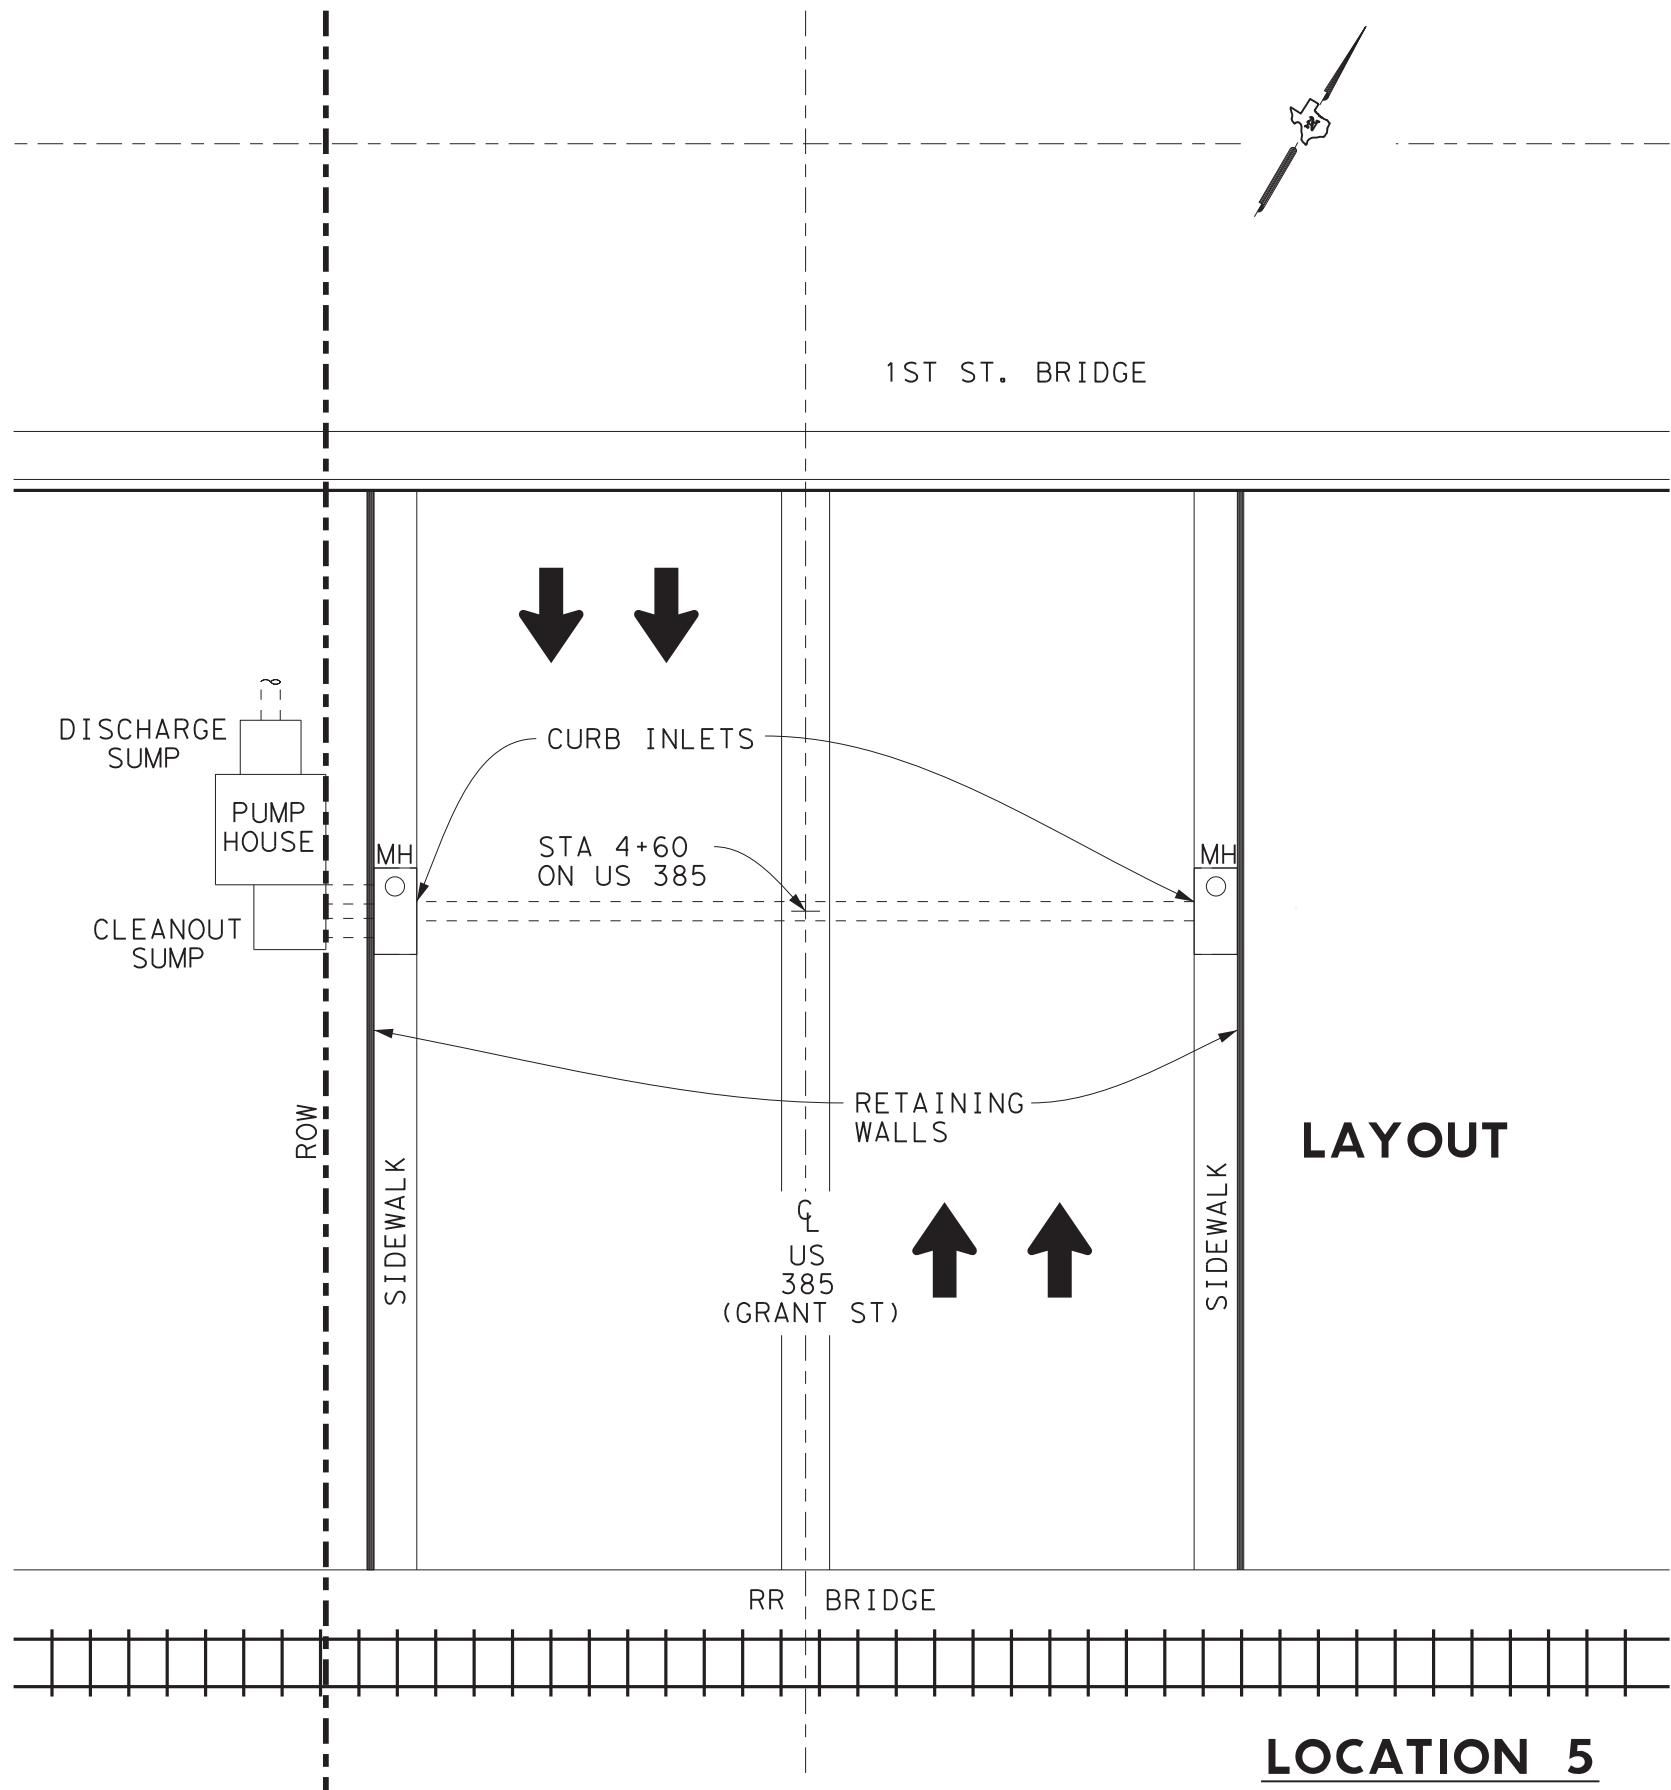 N
1ST ST. BRIDGE
DISCHARGE
SUMP
CURB INLETS
PUMP
HOUSE
MH
STA 4+60
ON US 385
MH
CLEANOUT
SUMP
RETAINING
WALLS
ROW
LAYOUT
SIDEWALK
SIDEWALK
CL
US
385
(GRANT ST)
RR BRIDGE
LOCATION 5